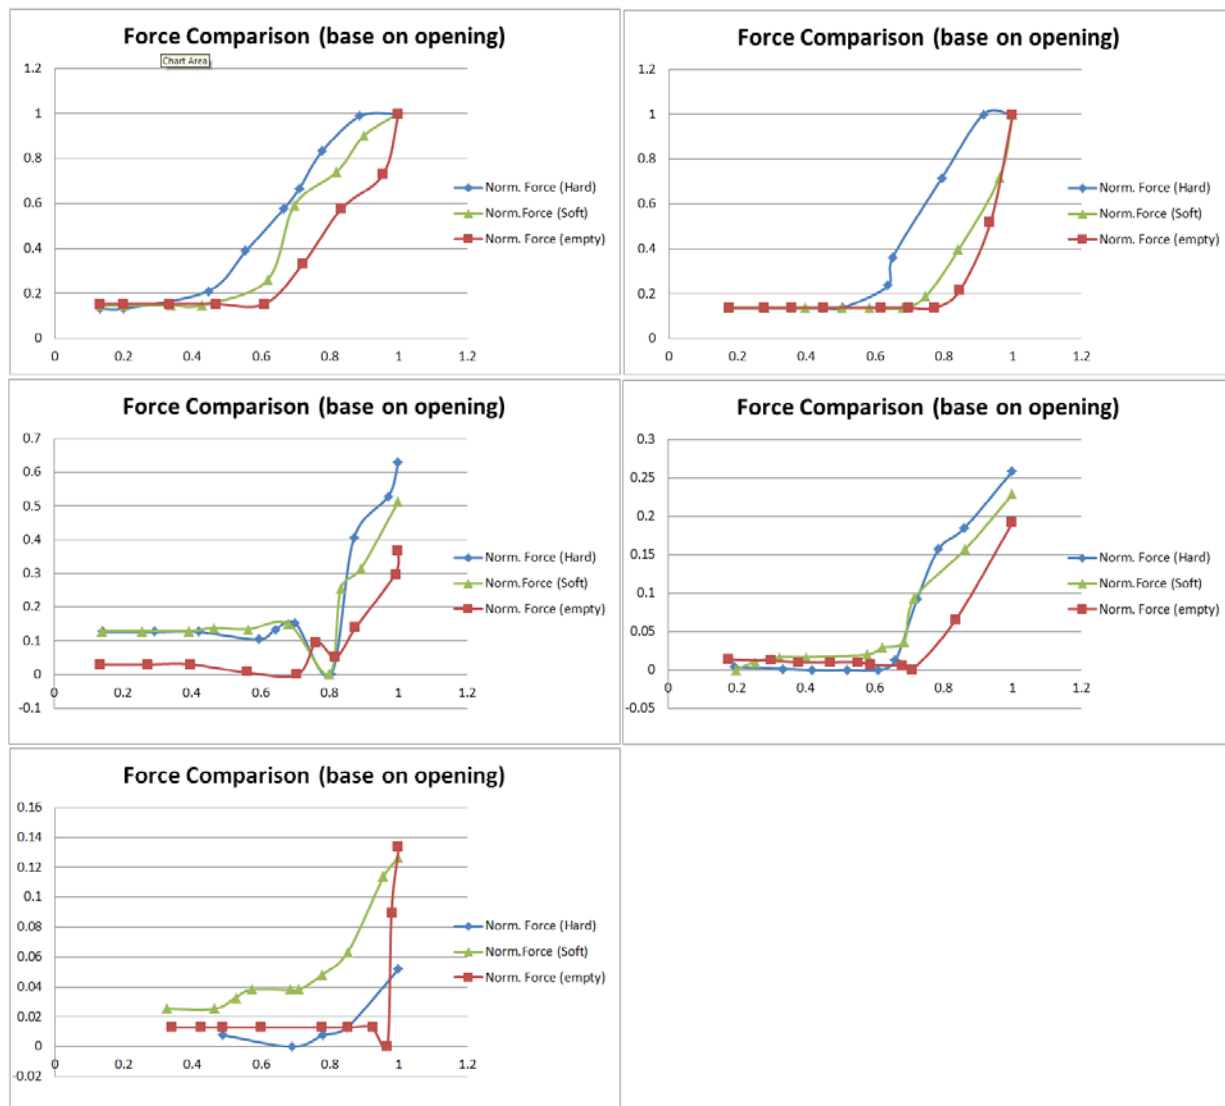 Force Comparison (base on opening)
Chart Area
1.2
1
0.8
0.6
0.4
0.2
0
0 0.2 0.4 0.6 0.8 1 1.2
Norm. Force (Hard)
Norm.Force (Soft)
Norm. Force (empty)
Force Comparison (base on opening)
1.2
1
0.8
0.6
0.4
0.2
0
0 0.2 0.4 0.6 0.8 1 1.2
Norm. Force (Hard)
Norm.Force (Soft)
Norm. Force (empty)
Force Comparison (base on opening)
0.7
0.6
0.5
0.4
0.3
0.2
0.1
0
-0.1
0 0.2 0.4 0.6 0.8 1 1.2
Norm. Force (Hard)
Norm.Force (Soft)
Norm. Force (empty)
Force Comparison (base on opening)
0.3
0.25
0.2
0.15
0.1
0.05
0
-0.05
0 0.2 0.4 0.6 0.8 1 1.2
Norm. Force (Hard)
Norm.Force (Soft)
Norm. Force (empty)
Force Comparison (base on opening)
0.16
0.14
0.12
0.1
0.08
0.06
0.04
0.02
0
-0.02
0 0.2 0.4 0.6 0.8 1 1.2
Norm. Force (Hard)
Norm.Force (Soft)
Norm. Force (empty)